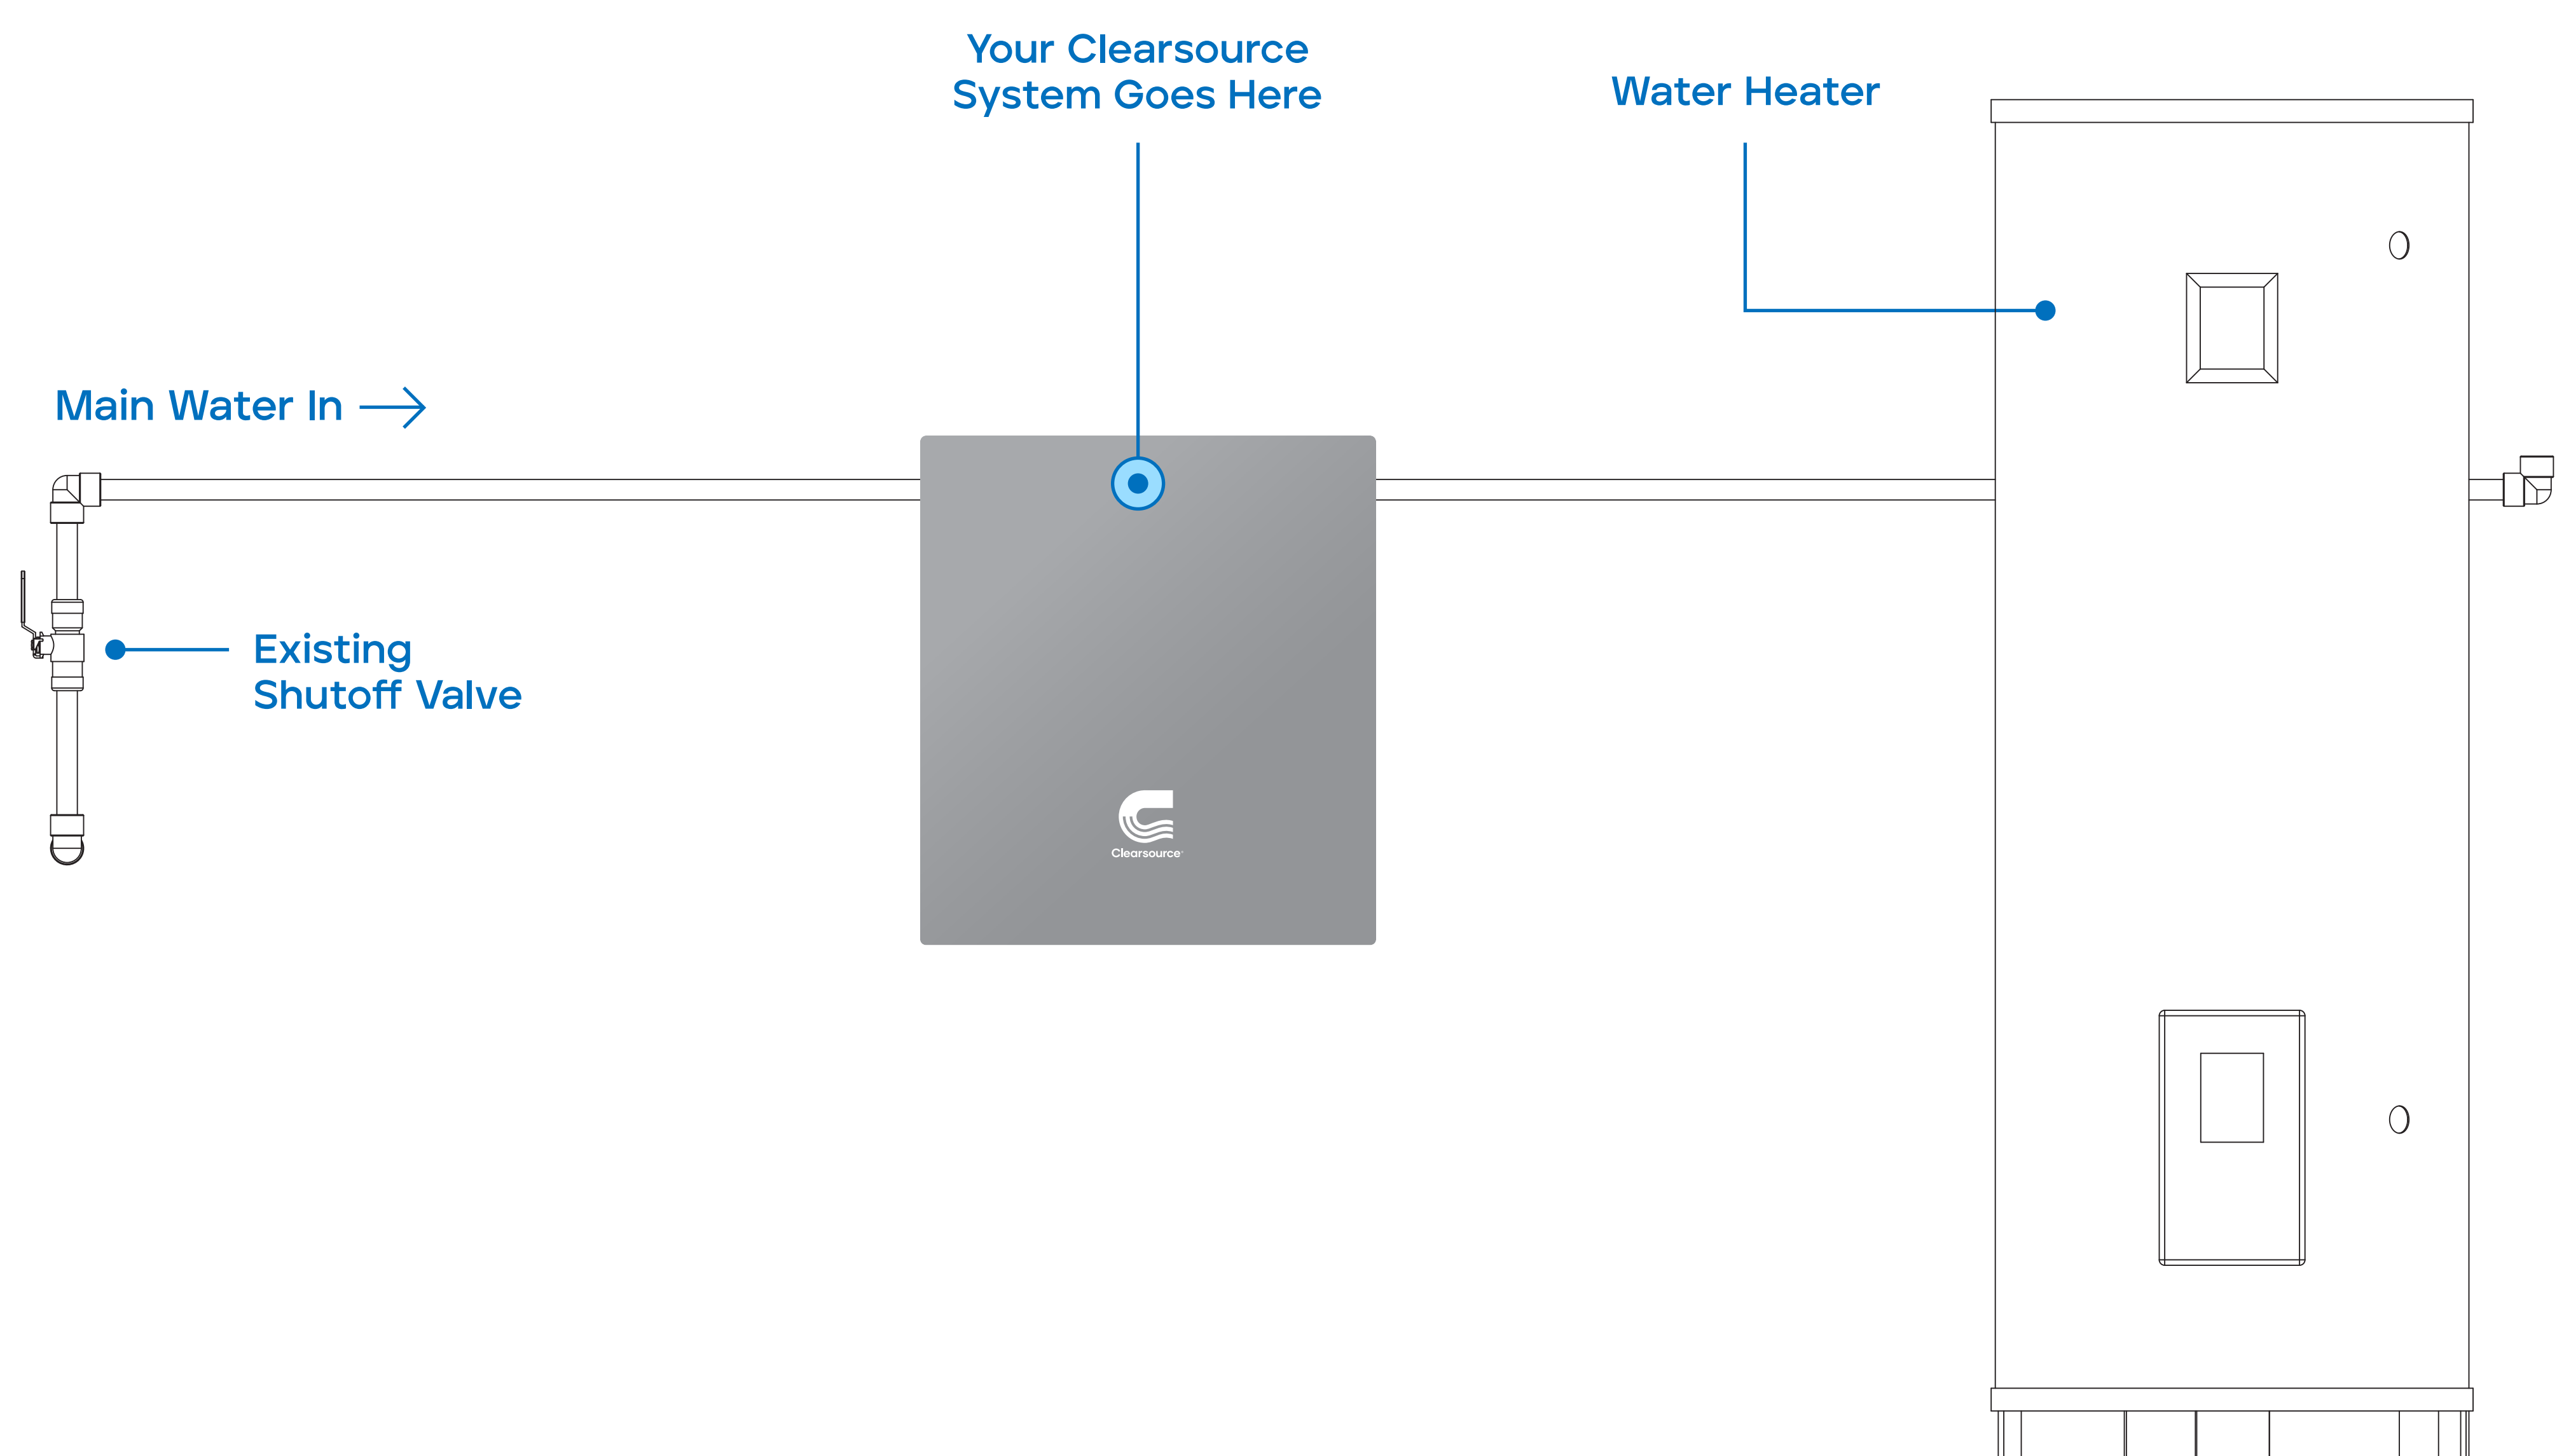 Your Clearsource
System Goes Here
Water Heater
Main Water In
Existing
Shutoff Valve
Clearsource